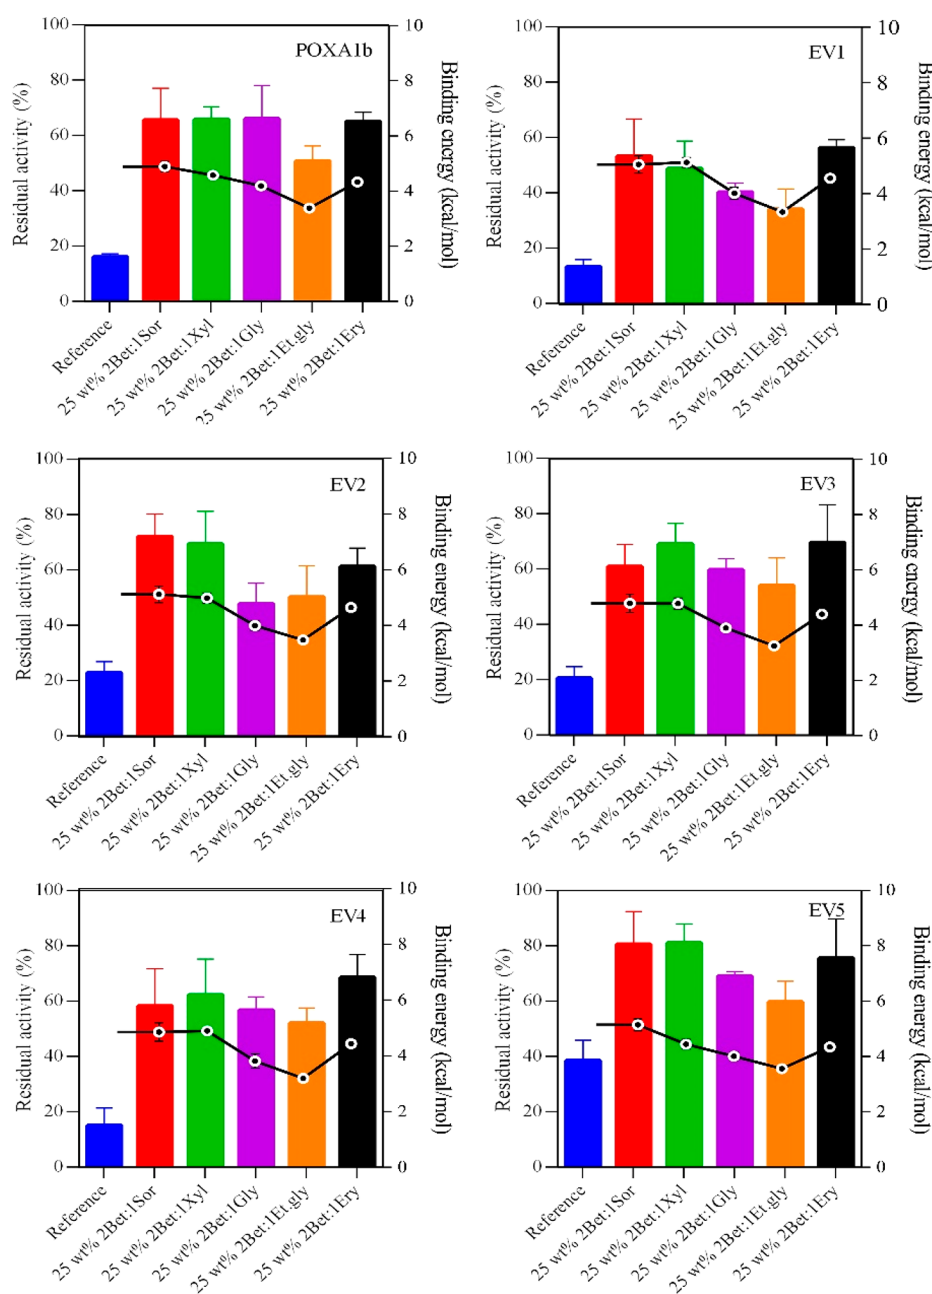 POXA1b
Residual activity (%)
100
80
60
40
20
0
10
8
6
4
2
0
Binding cnergy (kcal/mol)
Reference
25 wt% 2Bet:1Sor
25 wt% 2Bet:1Xyl
25 wt% 2Bet:1Gly
25 wt% 2Bet:1Et.gly
25 wt% 2Bet:1Ery
EV1
Residual activity (%)
100
80
60
40
20
0
10
8
6
4
2
0
Binding energy (kcal/mol)
Reference
25 wt% 2Bet:1Sor
25 wt% 2Bet:1Xyl
25 wt% 2Bet:1Gly
25 wt% 2Bet:1Et.gly
25 wt% 2Bet:1Ery
EV2
Residual activity (%)
100
80
60
40
20
0
10
8
6
4
2
0
Binding energy (kcal/mol)
Reference
25 wt% 2Bet:1Sor
25 wt% 2Bet:1Xyl
25 wt% 2Bet:1Gly
25 wt% 2Bet:1Et.gly
25 wt% 2Bet:1Ery
EV3
Residual activity (%)
100
80
60
40
20
0
10
8
6
4
2
0
Binding energy (kcal/mol)
Reference
25 wt% 2Bet:1Sor
25 wt% 2Bet:1Xyl
25 wt% 2Bet:1Gly
25 wt% 2Bet:1Et.gly
25 wt% 2Bet:1Ery
EV4
Residual activity (%)
100
80
60
40
20
0
10
8
6
4
2
0
Binding energy (kcal/mol)
Reference
25 wt% 2Bet:1Sor
25 wt% 2Bet:1Xyl
25 wt% 2Bet:1Gly
25 wt% 2Bet:1Et.gly
25 wt% 2Bet:1Ery
EV5
Residual activity (%)
100
80
60
40
20
0
10
8
6
4
2
0
Binding energy (kcal/mol)
Reference
25 wt% 2Bet:1Sor
25 wt% 2Bet:1Xyl
25 wt% 2Bet:1Gly
25 wt% 2Bet:1Et.gly
25 wt% 2Bet:1Ery